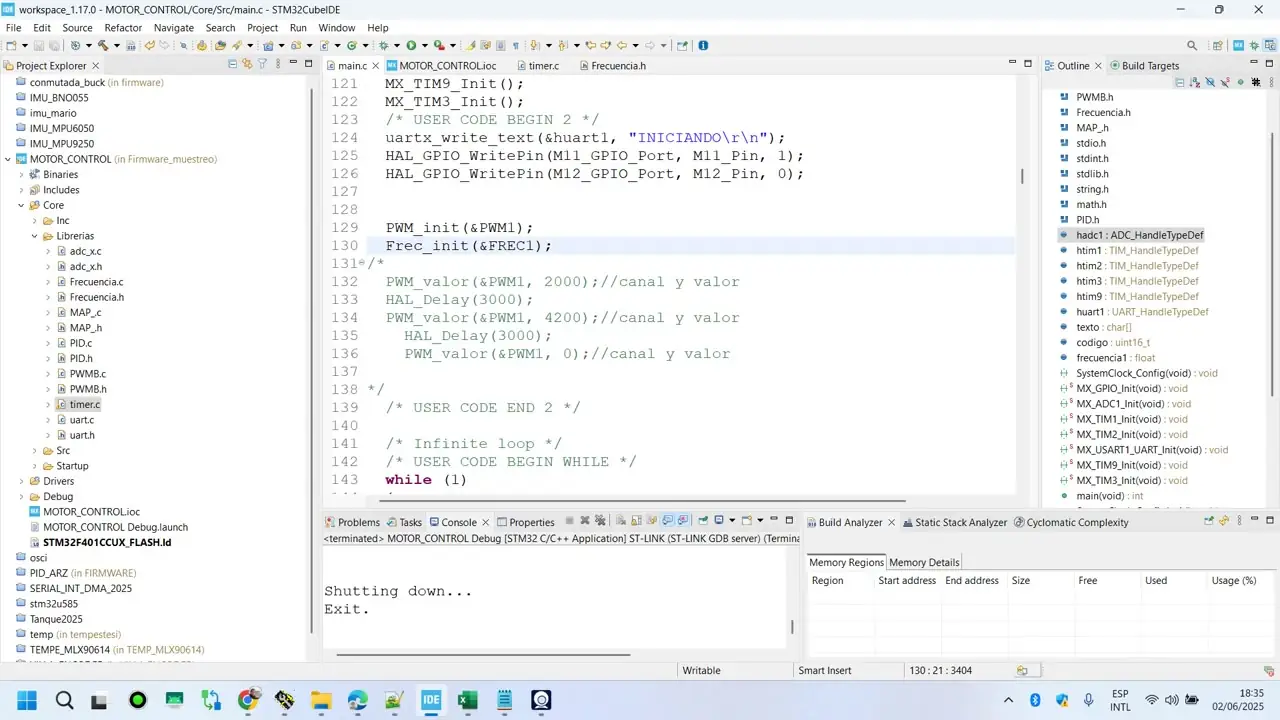 workspace_1.17.0 - MOTOR_CONTROL/Core/Src/main.c - STM32CubeIDE
File Edit Source Refactor Navigate Search Project Run Window Help
Project Explorer
main.c MOTOR_CONTROL.ioc timer.c Frecuencia.h
Outline Build Targets
conmutada_buck (in firmware)
IMU_BNO055
imu_mario
IMU_MPU6050
IMU_MPU9250
MOTOR_CONTROL (in Firmware_muestreo)
Binaries
Includes
Core
Inc
Librerias
adc_x.c
adc_x.h
Frecuencia.c
Frecuencia.h
MAP_.c
MAP_.h
PID.c
PID.h
PWMB.c
PWMB.h
timer.c
uart.c
uart.h
Src
Startup
Drivers
Debug
MOTOR_CONTROL.ioc
MOTOR_CONTROL Debug.launch
STM32F401CCUX_FLASH.ld
osci
PID_ARZ (in FIRMWARE)
SERIAL_INT_DMA_2025
stm32u585
Tanque2025
temp (in tempestesi)
TEMPE_MLX90614 (in TEMP_MLX90614)
121 MX_TIM9_Init();
122 MX_TIM3_Init();
123 /* USER CODE BEGIN 2 */
124 uartx_write_text(&huart1, "INICIANDO\r\n");
125 HAL_GPIO_WritePin(M11_GPIO_Port, M11_Pin, 1);
126 HAL_GPIO_WritePin(M12_GPIO_Port, M12_Pin, 0);
127
128
129 PWM_init(&PWM1);
130 Frec_init(&FREC1);
131 /*
132 PWM_valor(&PWM1, 2000);//canal y valor
133 HAL_Delay(3000);
134 PWM_valor(&PWM1, 4200);//canal y valor
135 HAL_Delay(3000);
136 PWM_valor(&PWM1, 0);//canal y valor
137
138 */
139 /* USER CODE END 2 */
140
141 /* Infinite loop */
142 /* USER CODE BEGIN WHILE */
143 while (1)
PWMB.h
Frecuencia.h
MAP_.h
stdio.h
stdint.h
stdlib.h
string.h
math.h
PID.h
hadc1 : ADC_HandleTypeDef
htim1 : TIM_HandleTypeDef
htim2 : TIM_HandleTypeDef
htim3 : TIM_HandleTypeDef
htim9 : TIM_HandleTypeDef
huart1 : UART_HandleTypeDef
texto : char[]
codigo : uint16_t
frecuencia1 : float
SystemClock_Config(void) : void
MX_GPIO_Init(void) : void
MX_ADC1_Init(void) : void
MX_TIM1_Init(void) : void
MX_TIM2_Init(void) : void
MX_USART1_UART_Init(void) : void
MX_TIM9_Init(void) : void
MX_TIM3_Init(void) : void
main(void) : int
Problems Tasks Console Properties
<terminated> MOTOR_CONTROL Debug [STM32 C/C++ Application] ST-LINK (ST-LINK GDB server) (Termina
Shutting down...
Exit.
Build Analyzer Static Stack Analyzer Cyclomatic Complexity
Memory Regions Memory Details
Region Start address End address Size Free Used Usage (%)
Writable Smart Insert 130 : 21 : 3404
IDE
ESP
INTL
18:35
02/06/2025